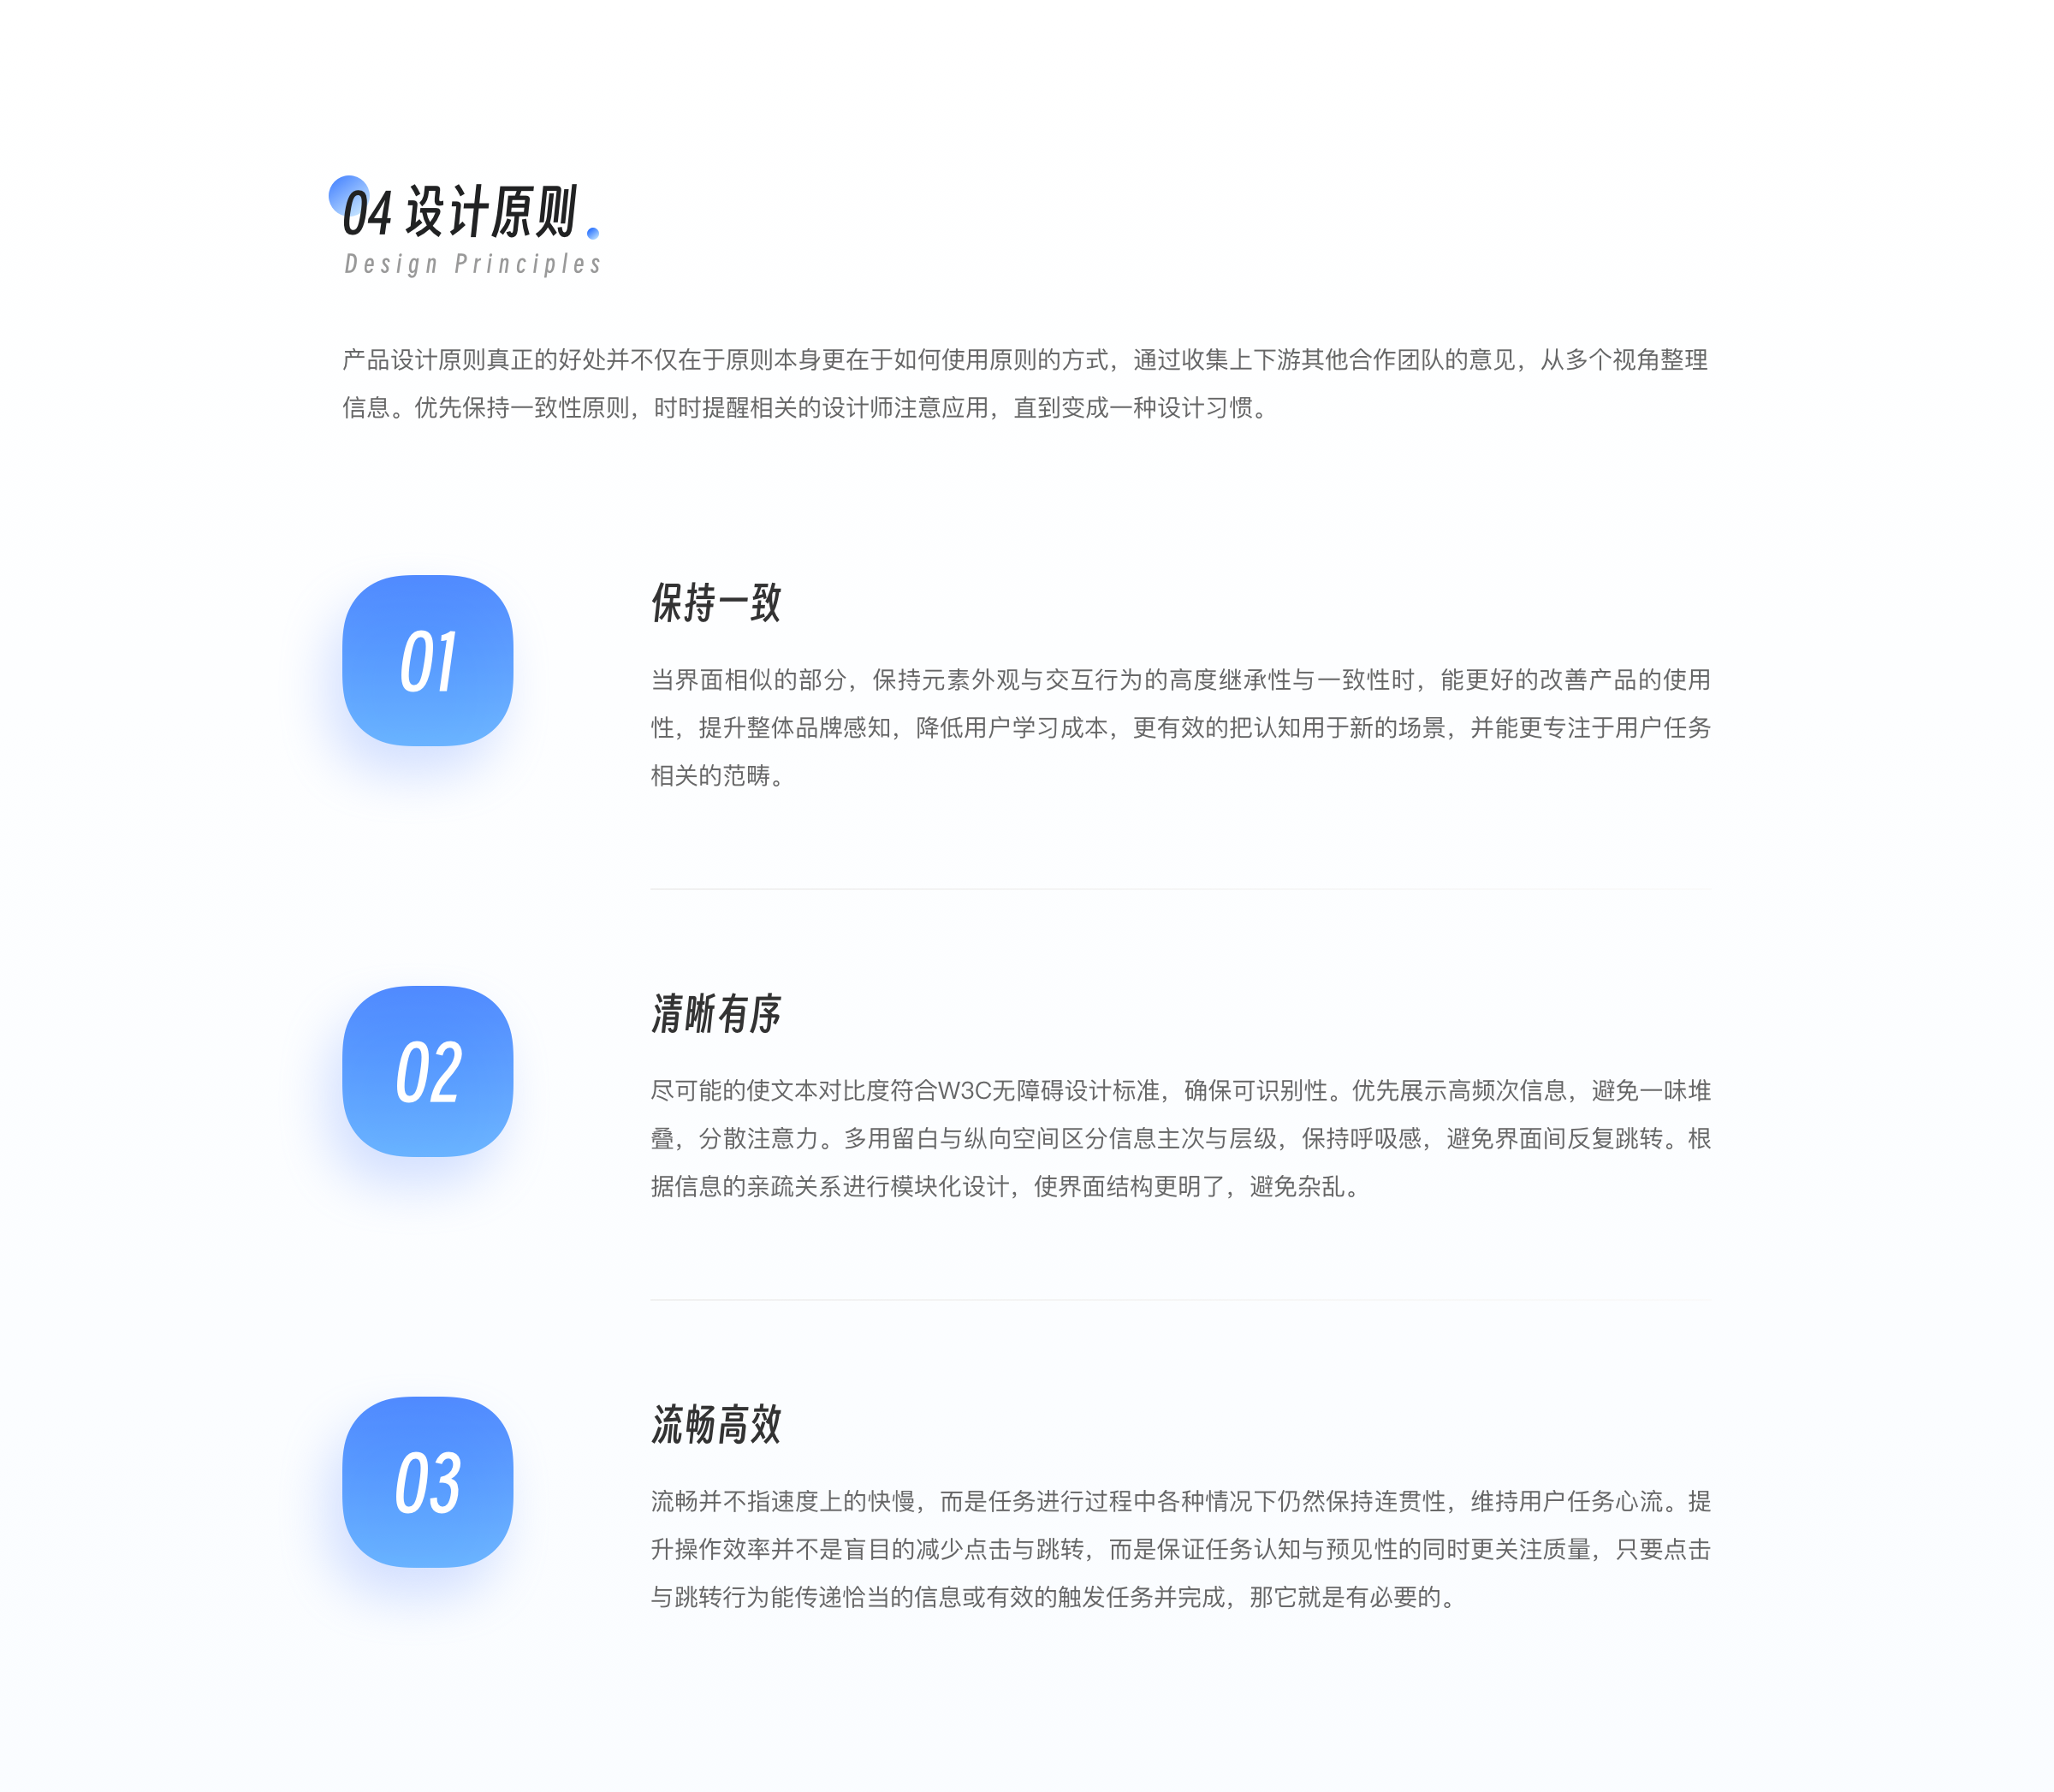 04 设计原则
Design Principles
产品设计原则真正的好处并不仅在于原则本身更在于如何使用原则的方式，通过收集上下游其他合作团队的意见，从多个视角整理
信息。优先保持一致性原则，时时提醒相关的设计师注意应用，直到变成一种设计习惯。
01
保持一致
当界面相似的部分，保持元素外观与交互行为的高度继承性与一致性时，能更好的改善产品的使用
性，提升整体品牌感知，降低用户学习成本，更有效的把认知用于新的场景，并能更专注于用户任务
相关的范畴。
02
清晰有序
尽可能的使文本对比度符合W3C无障碍设计标准，确保可识别性。优先展示高频次信息，避免一味堆
叠，分散注意力。多用留白与纵向空间区分信息主次与层级，保持呼吸感，避免界面间反复跳转。根
据信息的亲疏关系进行模块化设计，使界面结构更明了，避免杂乱。
03
流畅高效
流畅并不指速度上的快慢，而是任务进行过程中各种情况下仍然保持连贯性，维持用户任务心流。提
升操作效率并不是盲目的减少点击与跳转，而是保证任务认知与预见性的同时更关注质量，只要点击
与跳转行为能传递恰当的信息或有效的触发任务并完成，那它就是有必要的。